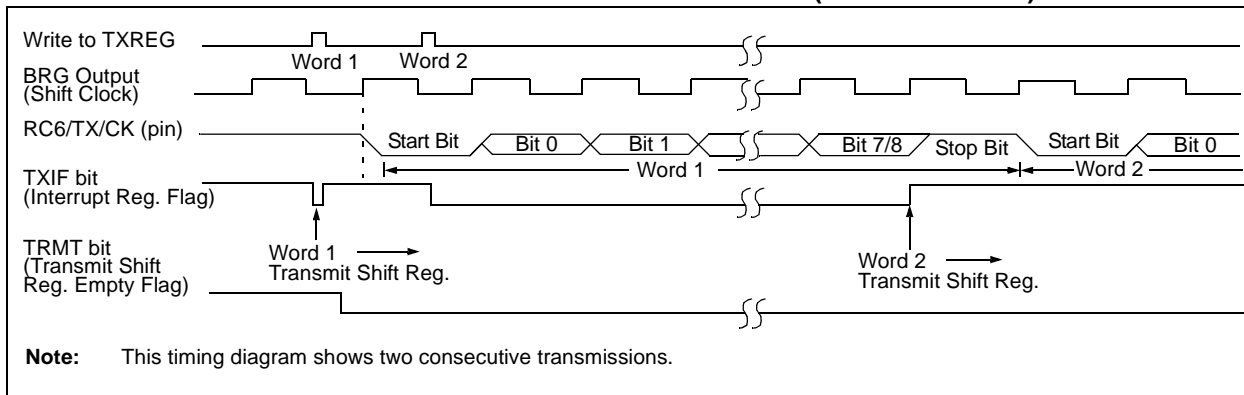 Write to TXREG
Word 1
Word 2
BRG Output
(Shift Clock)
RC6/TX/CK (pin)
Start Bit
Bit 0
Bit 1
Bit 7/8
Stop Bit
Start Bit
Bit 0
Word 1
Word 2
TXIF bit
(Interrupt Reg. Flag)
Word 1
Transmit Shift Reg.
Word 2
Transmit Shift Reg.
TRMT bit
(Transmit Shift
Reg. Empty Flag)
Note: This timing diagram shows two consecutive transmissions.